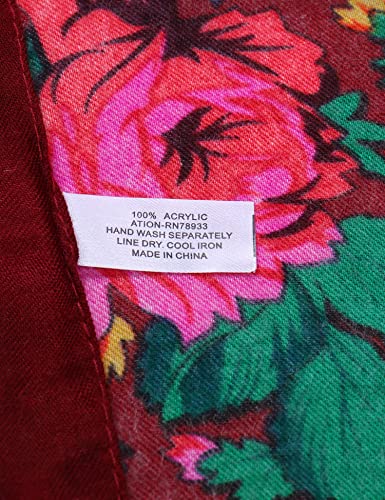 100% ACRYLIC
ATION-RN78933
HAND WASH SEPARATELY
LINE DRY. COOL IRON
MADE IN CHINA